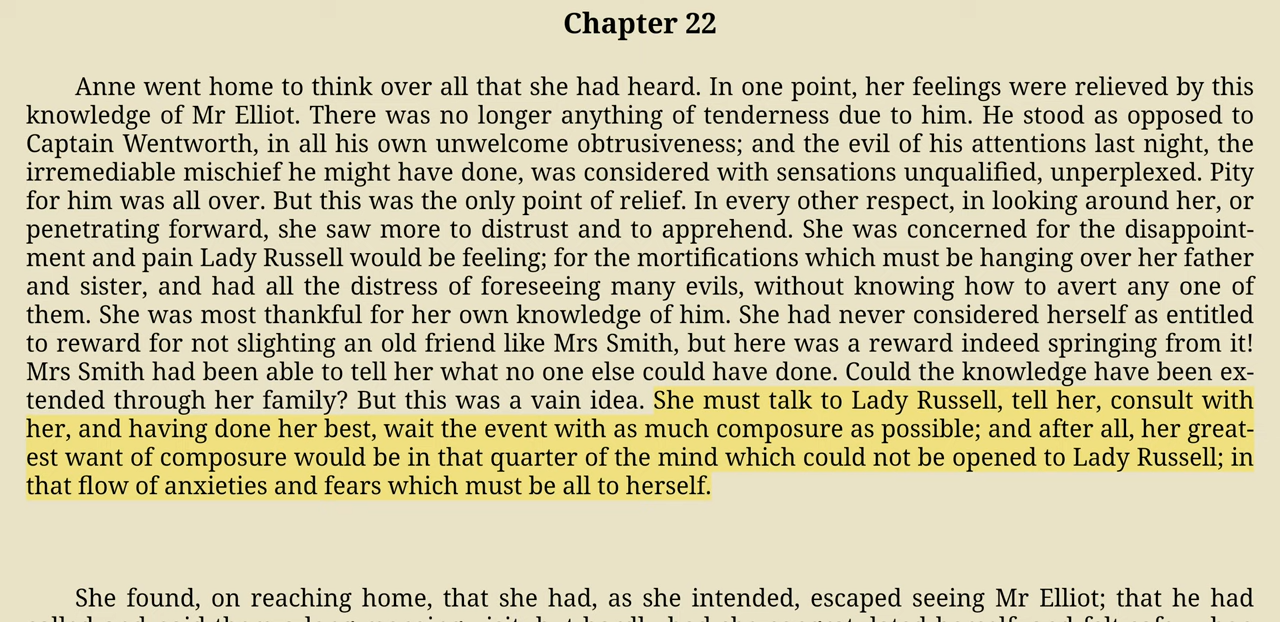 Chapter 22
Anne went home to think over all that she had heard. In one point, her feelings were relieved by this
knowledge of Mr Elliot. There was no longer anything of tenderness due to him. He stood as opposed to
Captain Wentworth, in all his own unwelcome obtrusiveness; and the evil of his attentions last night, the
irremediable mischief he might have done, was considered with sensations unqualified, unperplexed. Pity
for him was all over. But this was the only point of relief. In every other respect, in looking around her, or
penetrating forward, she saw more to distrust and to apprehend. She was concerned for the disappoint-
ment and pain Lady Russell would be feeling; for the mortifications which must be hanging over her father
and sister, and had all the distress of foreseeing many evils, without knowing how to avert any one of
them. She was most thankful for her own knowledge of him. She had never considered herself as entitled
to reward for not slighting an old friend like Mrs Smith, but here was a reward indeed springing from it!
Mrs Smith had been able to tell her what no one else could have done. Could the knowledge have been ex-
tended through her family? But this was a vain idea. She must talk to Lady Russell, tell her, consult with
her, and having done her best, wait the event with as much composure as possible; and after all, her great-
est want of composure would be in that quarter of the mind which could not be opened to Lady Russell; in
that flow of anxieties and fears which must be all to herself.
She found, on reaching home, that she had, as she intended, escaped seeing Mr Elliot; that he had